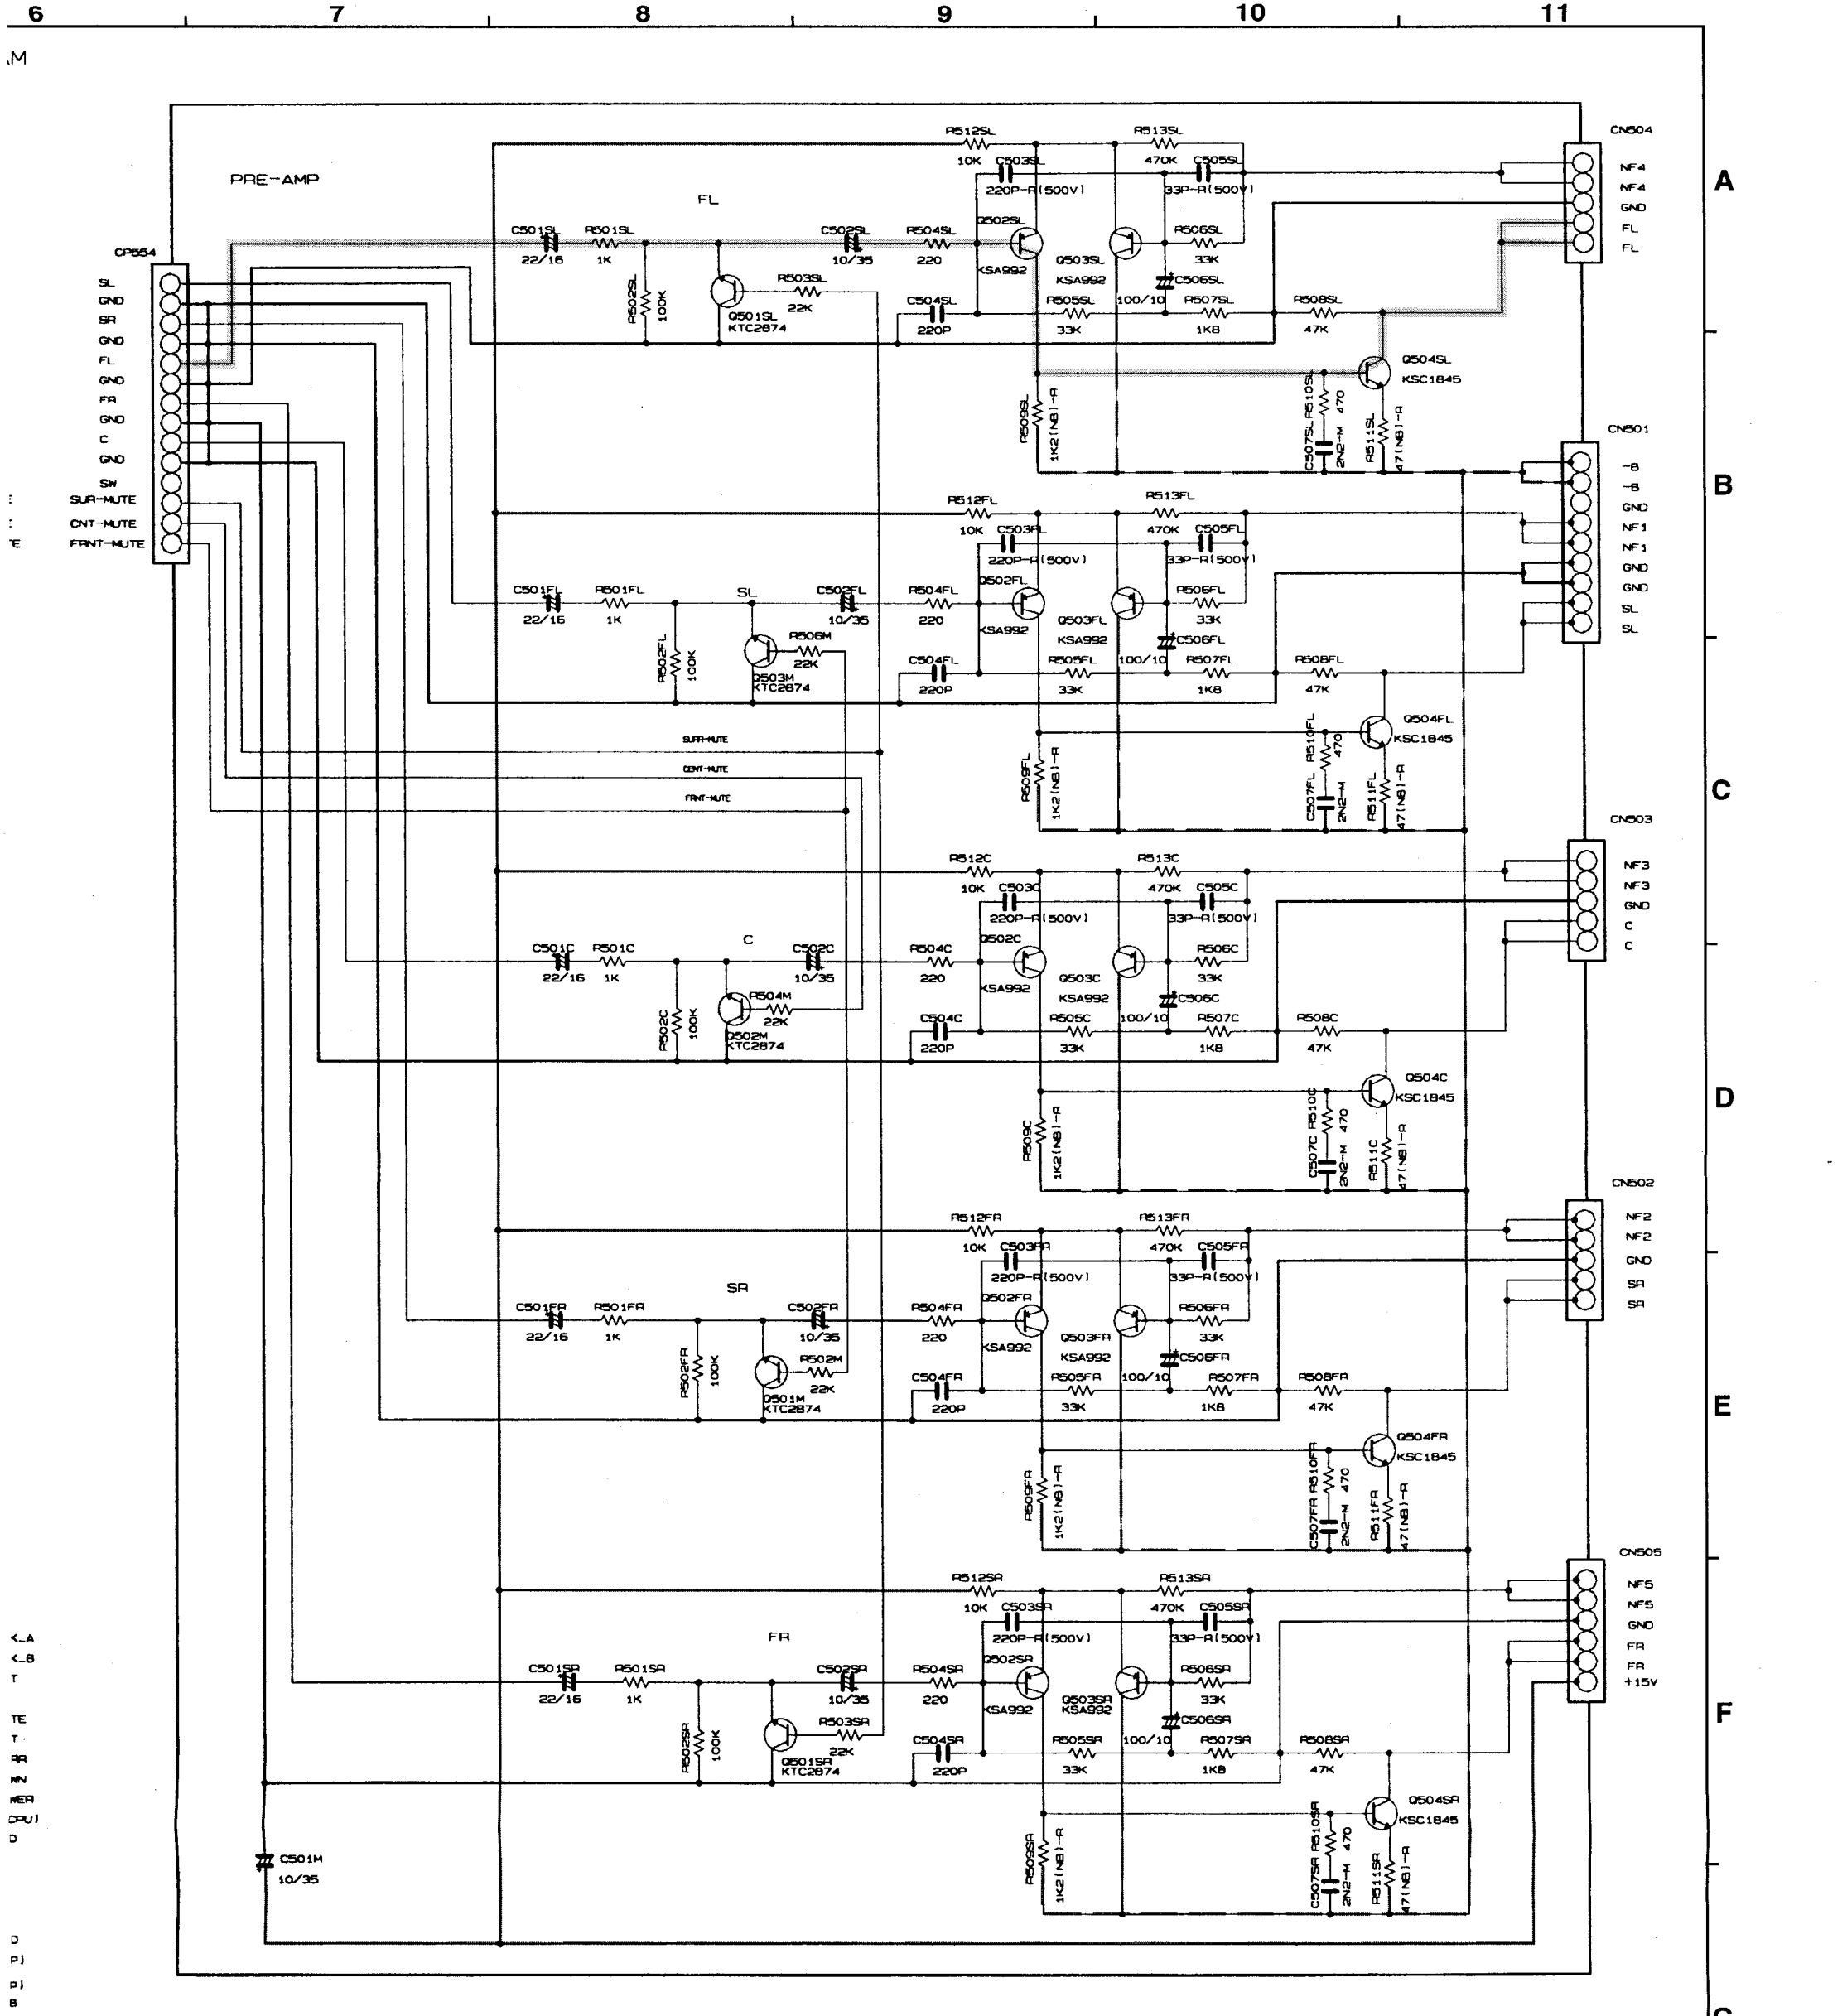 6 7 8 9 10 11
.M
PRE-AMP
A
R512SL R513SL CN504
10K C503SL 470K C505SL NF4
220P-R(500V) 33P-R(500V) NF4
FL GND
C501SL R501SL C502SL R504SL Q502SL R506SL FL
22/16 1K 10/35 220 KSA992 Q503SL KSA992 33K FL
CP554
R502SL 100K R503SL 22K C504SL 220P R505SL 33K 100/10 C506SL R507SL 1K8 R508SL 47K
Q501SL
KTC2874
SL
GND
SR
GND
FL
GND
FR
GND
C
GND
SW
SUR-MUTE
CNT-MUTE
FRNT-MUTE
E
Q504SL
KSC1845
R509SL 1K2(NB)-R C507SL R510SL 2N2-M 470 R511SL 47(NB)-R
B
CN501
-B
-B
GND
NF1
NF1
GND
GND
SL
SL
R512FL R513FL
10K C503FL 470K C505FL
220P-R(500V) 33P-R(500V)
SL
C501FL R501FL C502FL R504FL Q502FL R506FL
22/16 1K 10/35 220 KSA992 Q503FL KSA992 33K
R502FL 100K R506M 22K C504FL 220P R505FL 33K 100/10 C506FL R507FL 1K8 R508FL 47K
Q503M
KTC2874
SURR-MUTE
CENT-MUTE
FRNT-MUTE
Q504FL
KSC1845
R509FL 1K2(NB)-R C507FL R510FL 2N2-M 470 R511FL 47(NB)-R
C
CN503
NF3
NF3
GND
C
C
R512C R513C
10K C503C 470K C505C
220P-R(500V) 33P-R(500V)
C
C501C R501C C502C R504C Q502C R506C
22/16 1K 10/35 220 KSA992 Q503C KSA992 33K
R502C 100K R504M 22K C504C 220P R505C 33K 100/10 C506C R507C 1K8 R508C 47K
Q502M
KTC2874
Q504C
KSC1845
R509C 1K2(NB)-R C507C R510C 2N2-M 470 R511C 47(NB)-R
D
CN502
NF2
NF2
GND
SR
SR
R512FR R513FR
10K C503FR 470K C505FR
220P-R(500V) 33P-R(500V)
SR
C501FR R501FR C502FR R504FR Q502FR R506FR
22/16 1K 10/35 220 KSA992 Q503FR KSA992 33K
R502FR 100K R502M 22K C504FR 220P R505FR 33K 100/10 C506FR R507FR 1K8 R508FR 47K
Q501M
KTC2874
Q504FR
KSC1845
R509FR 1K2(NB)-R C507FR R510FR 2N2-M 470 R511FR 47(NB)-R
E
CN505
NF5
NF5
GND
FR
FR
+15V
R512SR R513SR
10K C503SR 470K C505SR
220P-R(500V) 33P-R(500V)
FR
C501SR R501SR C502SR R504SR Q502SR R506SR
22/16 1K 10/35 220 KSA992 Q503SR KSA992 33K
R502SR 100K R503SR 22K C504SR 220P R505SR 33K 100/10 C506SR R507SR 1K8 R508SR 47K
Q501SR
KTC2874
Q504SR
KSC1845
R509SR 1K2(NB)-R C507SR R510SR 2N2-M 470 R511SR 47(NB)-R
F
C501M
10/35
K_A
K_B
T
TE
T
RR
WN
WER
CPU)
D
D
P)
P)
B